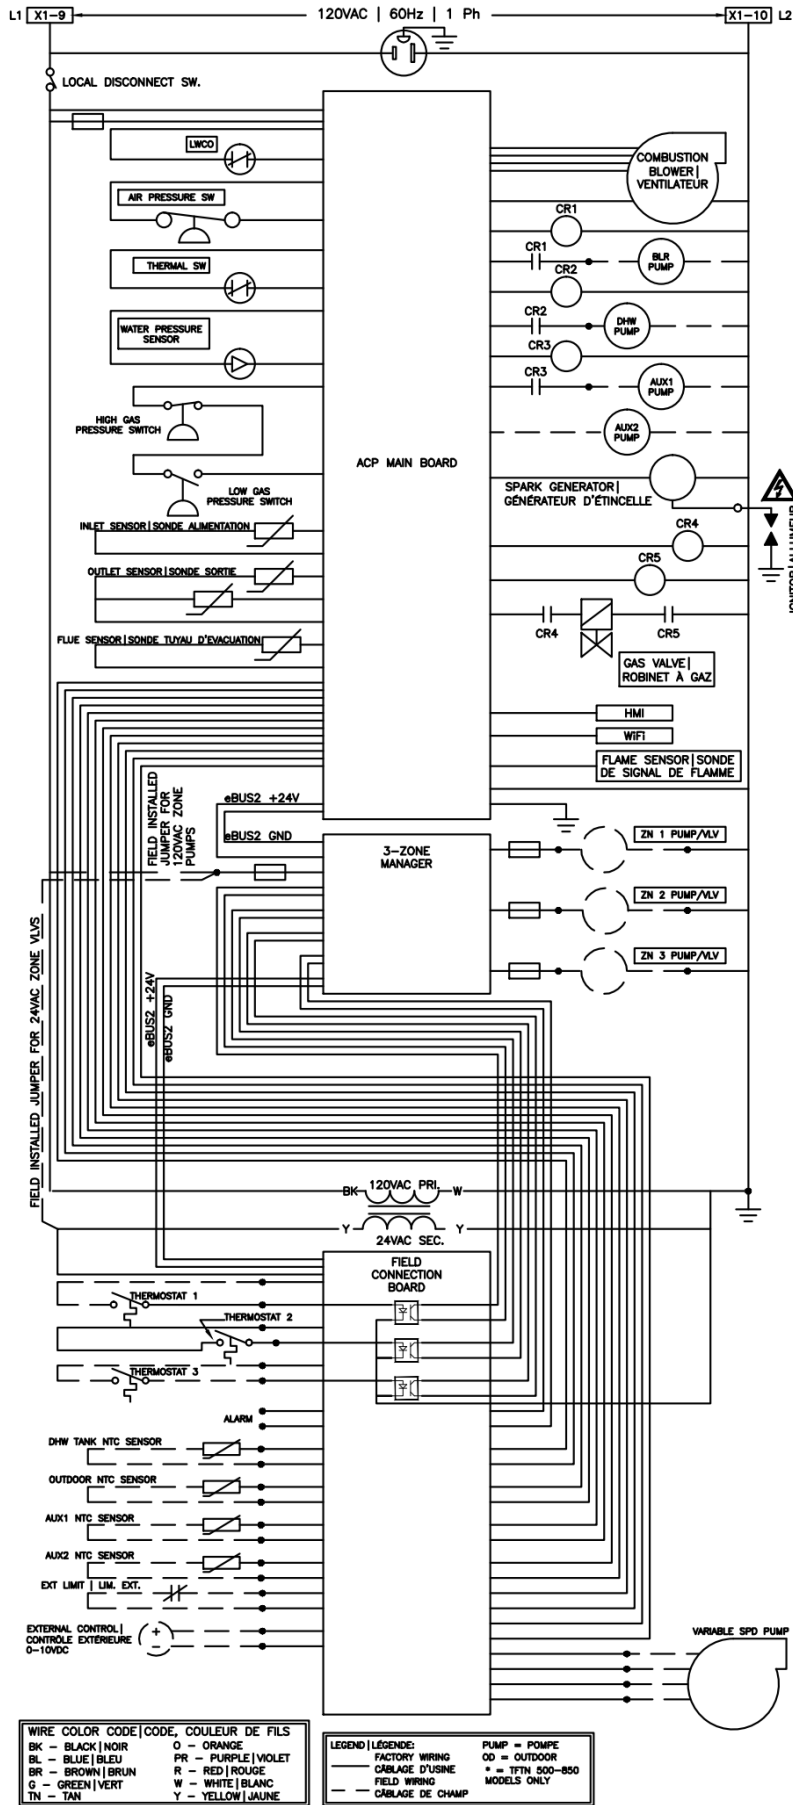 L1 X1-9 120VAC | 60Hz | 1 Ph X1-10 L2
LOCAL DISCONNECT SW.
LWCO
AIR PRESSURE SW
THERMAL SW
WATER PRESSURE
SENSOR
HIGH GAS
PRESSURE SWITCH
LOW GAS
PRESSURE SWITCH
INLET SENSOR|SONDE ALIMENTATION
OUTLET SENSOR|SONDE SORTIE
FLUE SENSOR|SONDE TUYAU D'EVACUATION
ACP MAIN BOARD
COMBUSTION
BLOWER|
VENTILATEUR
CR1
CR1
BLR
PUMP
CR2
CR2
DHW
PUMP
CR3
CR3
AUX1
PUMP
AUX2
PUMP
SPARK GENERATOR|
GÉNÉRATEUR D'ÉTINCELLE
IGNITOR|ALLUMEUR
CR4
CR5
CR4
CR5
GAS VALVE|
ROBINET À GAZ
HMI
WiFi
FLAME SENSOR|SONDE
DE SIGNAL DE FLAMME
FIELD INSTALLED
JUMPER FOR
120VAC ZONE
PUMPS
eBUS2 +24V
eBUS2 GND
3-ZONE
MANAGER
ZN 1 PUMP/VLV
ZN 2 PUMP/VLV
ZN 3 PUMP/VLV
FIELD INSTALLED JUMPER FOR 24VAC ZONE VLVS
eBUS2 +24V
eBUS2 GND
BK 120VAC PRI. W
Y Y
24VAC SEC.
FIELD
CONNECTION
BOARD
THERMOSTAT 1
THERMOSTAT 2
THERMOSTAT 3
ALARM
DHW TANK NTC SENSOR
OUTDOOR NTC SENSOR
AUX1 NTC SENSOR
AUX2 NTC SENSOR
EXT LIMIT | LIM. EXT.
EXTERNAL CONTROL|
CONTRÔLE EXTÉRIEURE
0-10VDC
+
−
VARIABLE SPD PUMP
WIRE COLOR CODE|CODE, COULEUR DE FILS
BK – BLACK|NOIR O – ORANGE
BL – BLUE|BLEU PR – PURPLE|VIOLET
BR – BROWN|BRUN R – RED|ROUGE
G – GREEN|VERT W – WHITE|BLANC
TN – TAN Y – YELLOW|JAUNE
LEGEND|LÉGENDE: PUMP = POMPE
FACTORY WIRING OD = OUTDOOR
CÂBLAGE D'USINE * = TFTN 500-850
FIELD WIRING MODELS ONLY
CÂBLAGE DE CHAMP